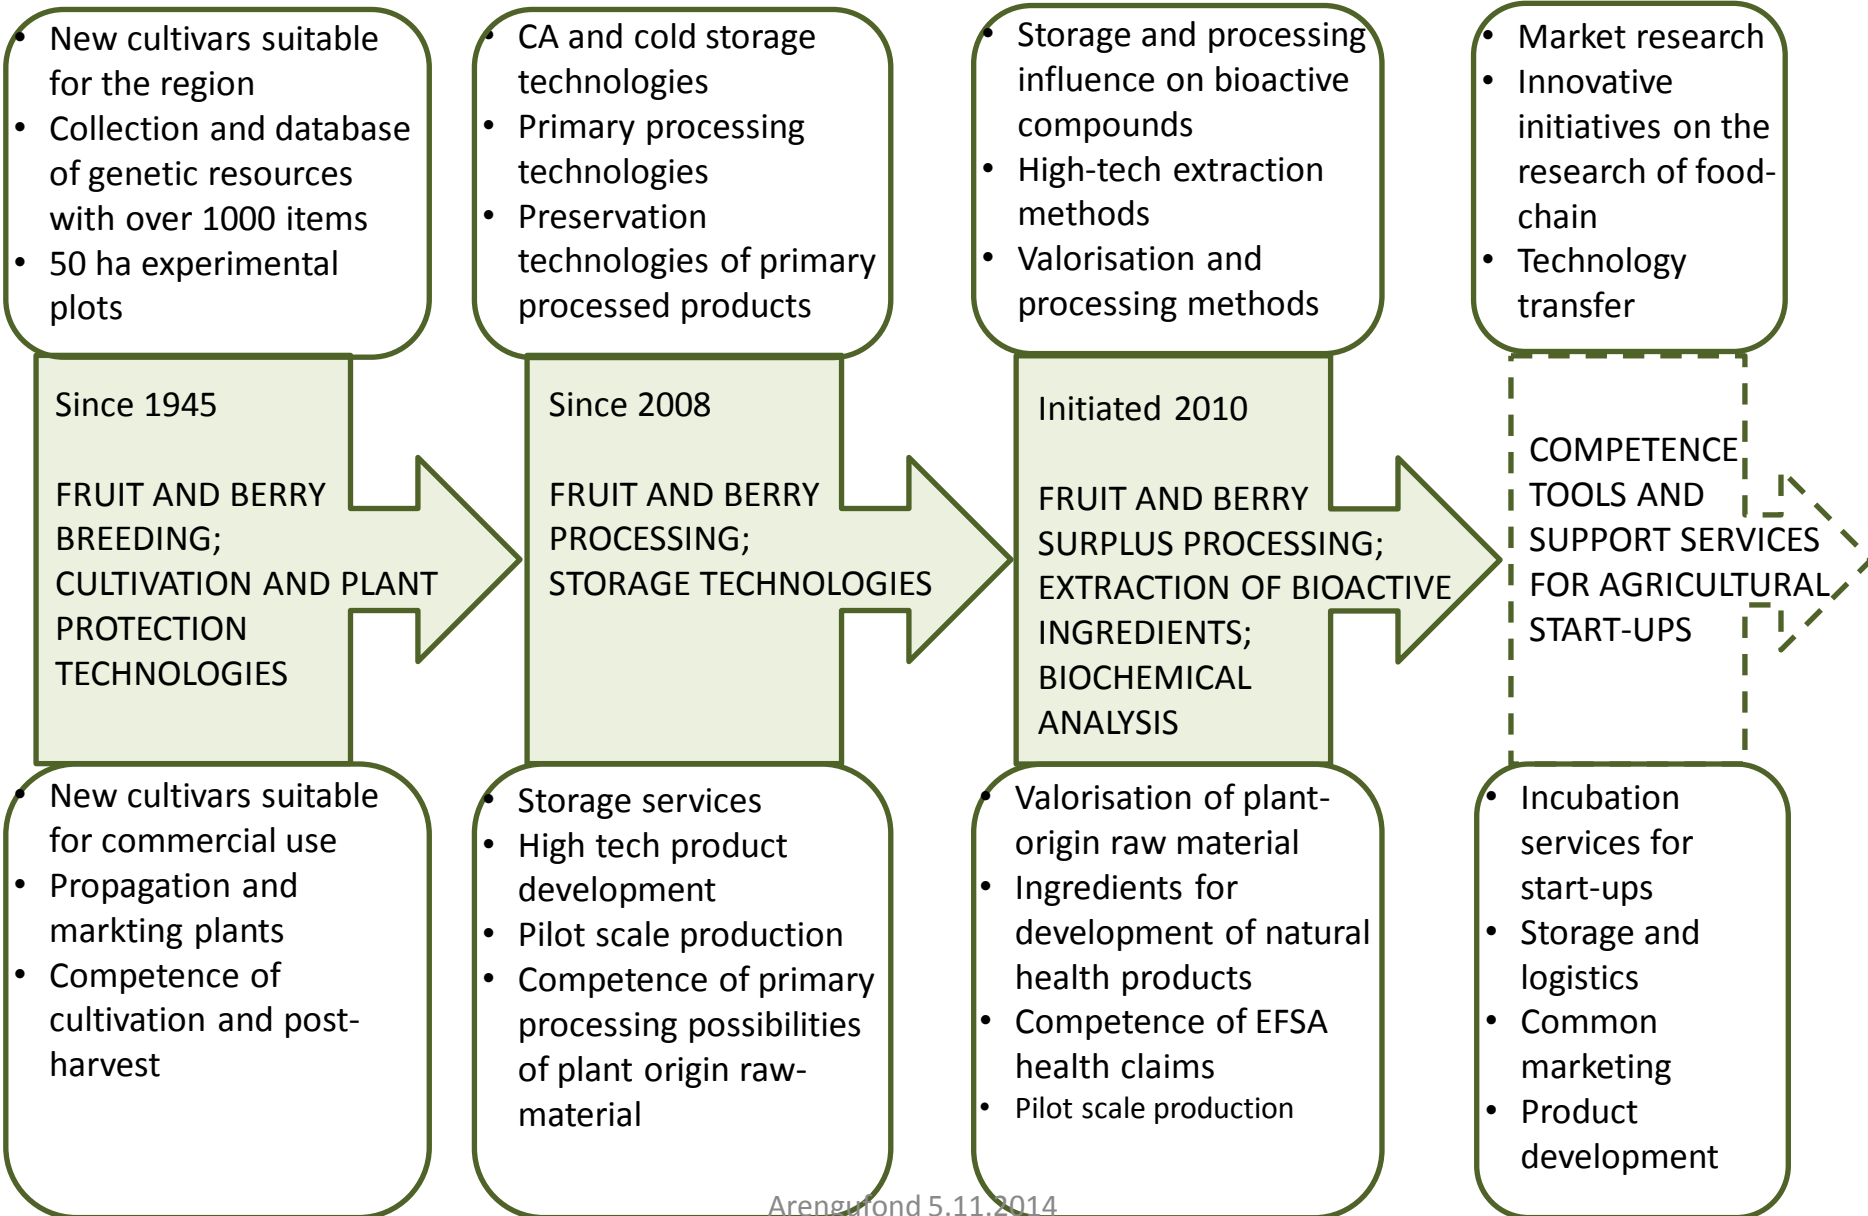 • New cultivars suitable
for the region
• Collection and database
of genetic resources
with over 1000 items
• 50 ha experimental
plots
• CA and cold storage
technologies
• Primary processing
technologies
• Preservation
technologies of primary
processed products
• Storage and processing
influence on bioactive
compounds
• High-tech extraction
methods
• Valorisation and
processing methods
• Market research
• Innovative
initiatives on the
research of food-
chain
• Technology
transfer
Since 1945
FRUIT AND BERRY
BREEDING;
CULTIVATION AND PLANT
PROTECTION
TECHNOLOGIES
Since 2008
FRUIT AND BERRY
PROCESSING;
STORAGE TECHNOLOGIES
Initiated 2010
FRUIT AND BERRY
SURPLUS PROCESSING;
EXTRACTION OF BIOACTIVE
INGREDIENTS;
BIOCHEMICAL
ANALYSIS
COMPETENCE
TOOLS AND
SUPPORT SERVICES
FOR AGRICULTURAL
START-UPS
• New cultivars suitable
for commercial use
• Propagation and
markting plants
• Competence of
cultivation and post-
harvest
• Storage services
• High tech product
development
• Pilot scale production
• Competence of primary
processing possibilities
of plant origin raw-
material
• Valorisation of plant-
origin raw material
• Ingredients for
development of natural
health products
• Competence of EFSA
health claims
• Pilot scale production
• Incubation
services for
start-ups
• Storage and
logistics
• Common
marketing
• Product
development
Arengufond 5.11.2014